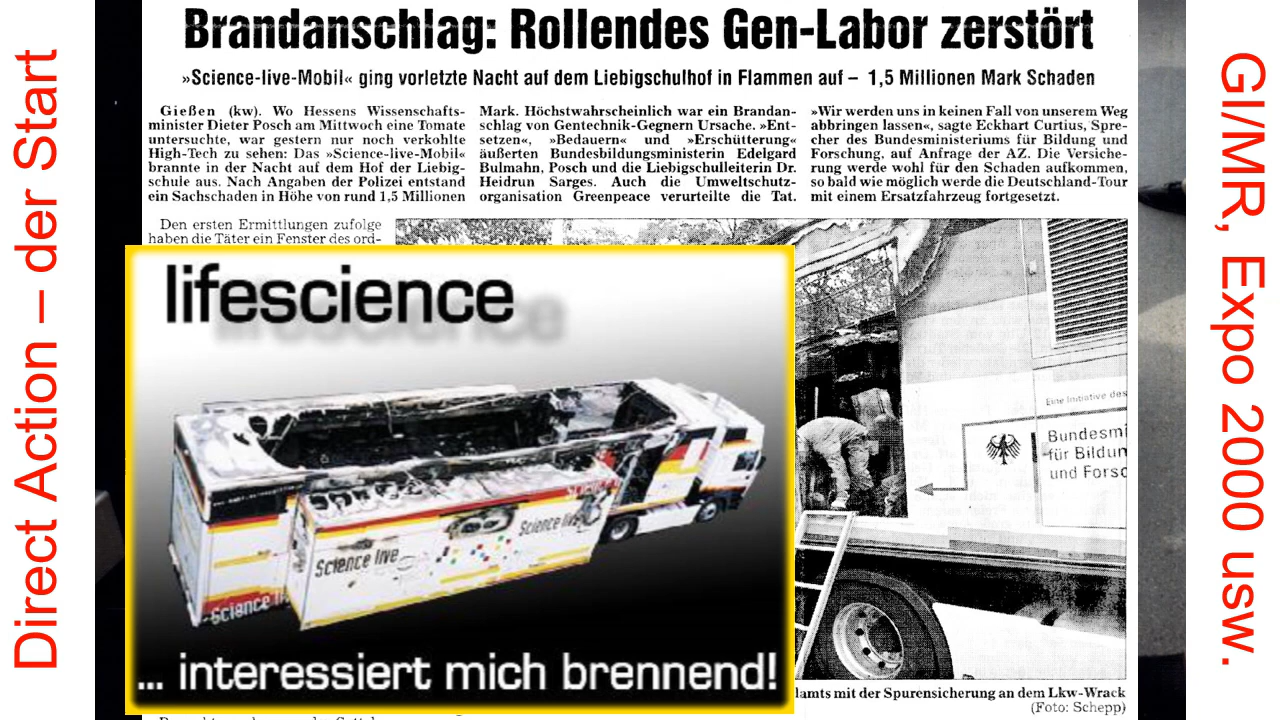 Direct Action – der Start
Brandanschlag: Rollendes Gen-Labor zerstört
»Science-live-Mobil« ging vorletzte Nacht auf dem Liebigschulhof in Flammen auf – 1,5 Millionen Mark Schaden
Gießen (kw). Wo Hessens Wissenschafts-
minister Dieter Posch am Mittwoch eine Tomate
untersuchte, war gestern nur noch verkohlte
High-Tech zu sehen: Das »Science-live-Mobil«
brannte in der Nacht auf dem Hof der Liebig-
schule aus. Nach Angaben der Polizei entstand
ein Sachschaden in Höhe von rund 1,5 Millionen
Mark. Höchstwahrscheinlich war ein Brandan-
schlag von Gentechnik-Gegnern Ursache. »Ent-
setzen«, »Bedauern« und »Erschütterung«
äußerten Bundesbildungsministerin Edelgard
Bulmahn, Posch und die Liebigschulleiterin Dr.
Heidrun Sarges. Auch die Umweltschutz-
organisation Greenpeace verurteilte die Tat.
»Wir werden uns in keinen Fall von unserem Weg
abbringen lassen«, sagte Eckhart Curtius, Spre-
cher des Bundesministeriums für Bildung und
Forschung, auf Anfrage der AZ. Die Versiche-
rung werde wohl für den Schaden aufkommen,
so bald wie möglich werde die Deutschland-Tour
mit einem Ersatzfahrzeug fortgesetzt.
Den ersten Ermittlungen zufolge
haben die Täter ein Fenster des ord-
lifescience
Science live
Science live
Science li
... interessiert mich brennend!
Eine Initiative des
Bundesmi
für Bildun
und Forsc
lamts mit der Spurensicherung an dem Lkw-Wrack
(Foto: Schepp)
GI/MR, Expo 2000 usw.